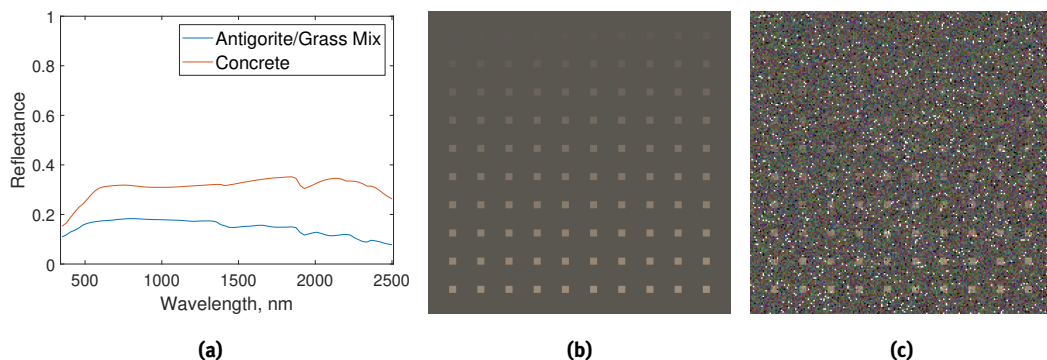 1
0.8
0.6
0.4
0.2
0
Reflectance
Antigorite/Grass Mix
Concrete
500 1000 1500 2000 2500
Wavelength, nm
(a) (b) (c)